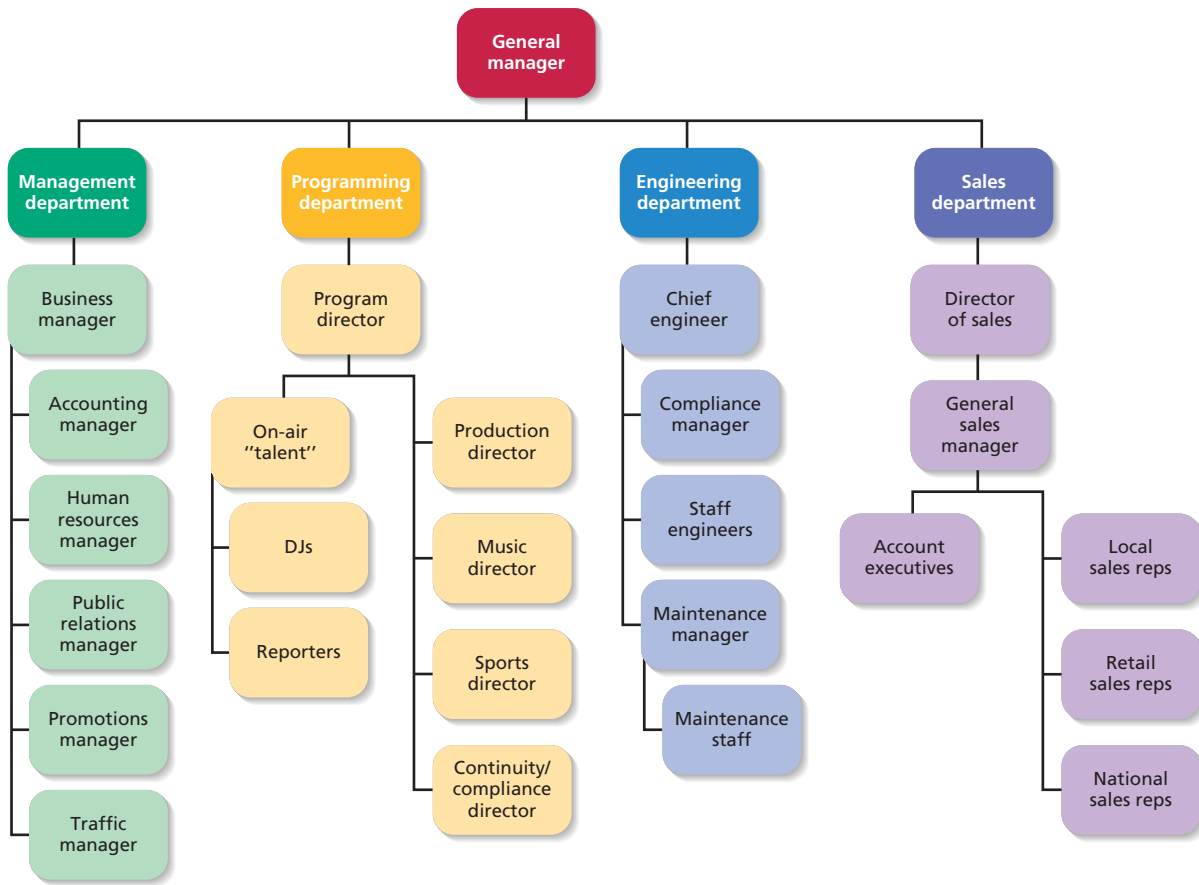 General
manager
Management
department
Programming
department
Engineering
department
Sales
department
Business
manager
Program
director
Chief
engineer
Director
of sales
Accounting
manager
Human
resources
manager
Public
relations
manager
Promotions
manager
Traffic
manager
On-air
"talent"
DJs
Reporters
Production
director
Music
director
Sports
director
Continuity/
compliance
director
Compliance
manager
Staff
engineers
Maintenance
manager
Maintenance
staff
General
sales
manager
Account
executives
Local
sales reps
Retail
sales reps
National
sales reps